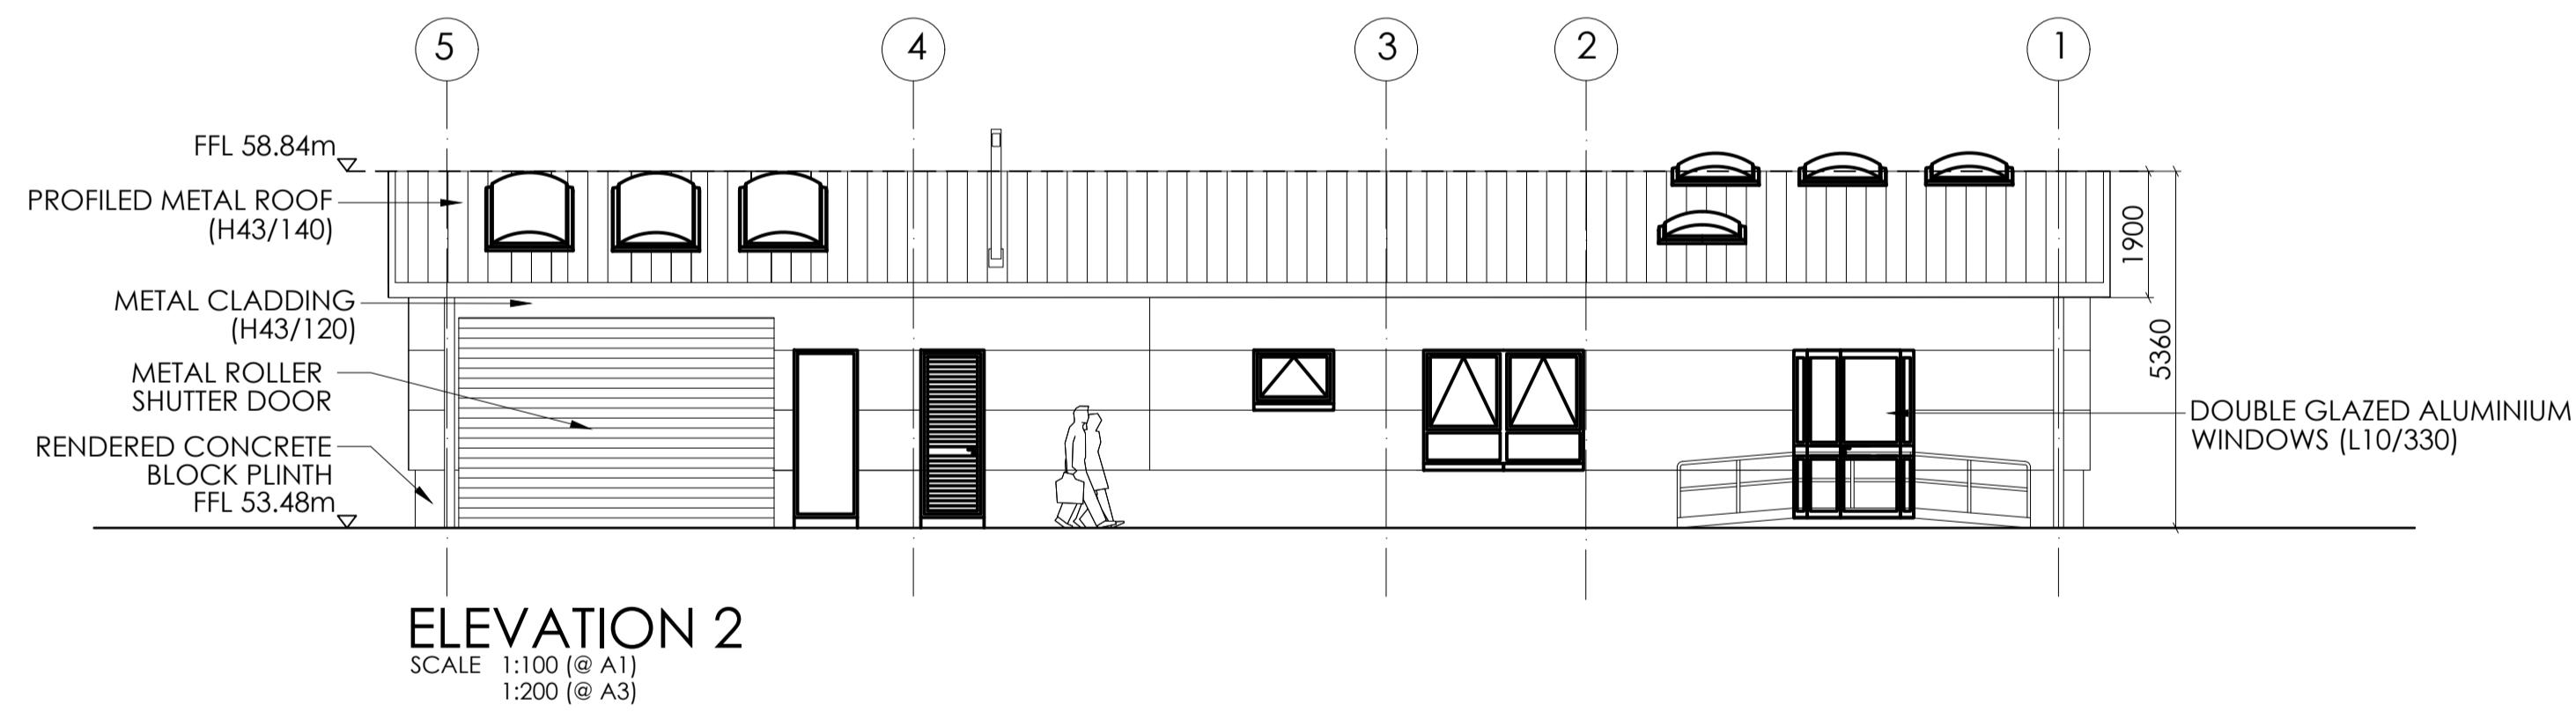 5
4
3
2
1
FFL 58.84m
PROFILED METAL ROOF
(H43/140)
METAL CLADDING
(H43/120)
METAL ROLLER
SHUTTER DOOR
RENDERED CONCRETE
BLOCK PLINTH
FFL 53.48m
1900
5360
DOUBLE GLAZED ALUMINIUM
WINDOWS (L10/330)
ELEVATION 2
SCALE 1:100 (@ A1)
1:200 (@ A3)